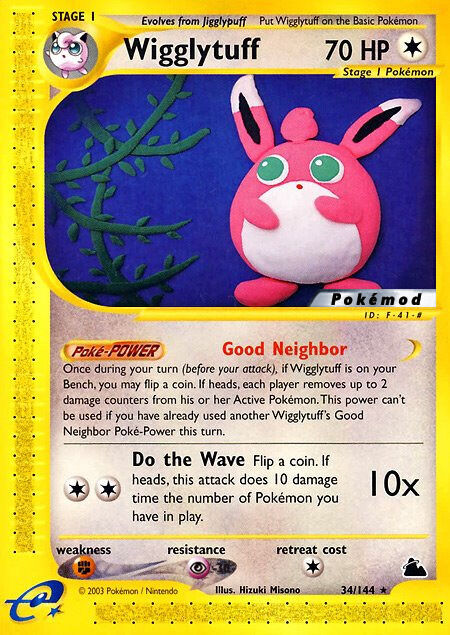 STAGE 1
Evolves from Jigglypuff
Put Wigglytuff on the Basic Pokémon
Wigglytuff
70 HP
Stage 1 Pokémon
Pokémod
ID: F-41-#
Poké-POWER
Good Neighbor
Once during your turn (before your attack), if Wigglytuff is on your
Bench, you may flip a coin. If heads, each player removes up to 2
damage counters from his or her Active Pokémon. This power can't
be used if you have already used another Wigglytuff's Good
Neighbor Poké-Power this turn.
Do the Wave Flip a coin. If
heads, this attack does 10 damage
time the number of Pokémon you
have in play.
10x
weakness
resistance
-30
retreat cost
© 2003 Pokémon / Nintendo
Illus. Hizuki Misono
34/144
e